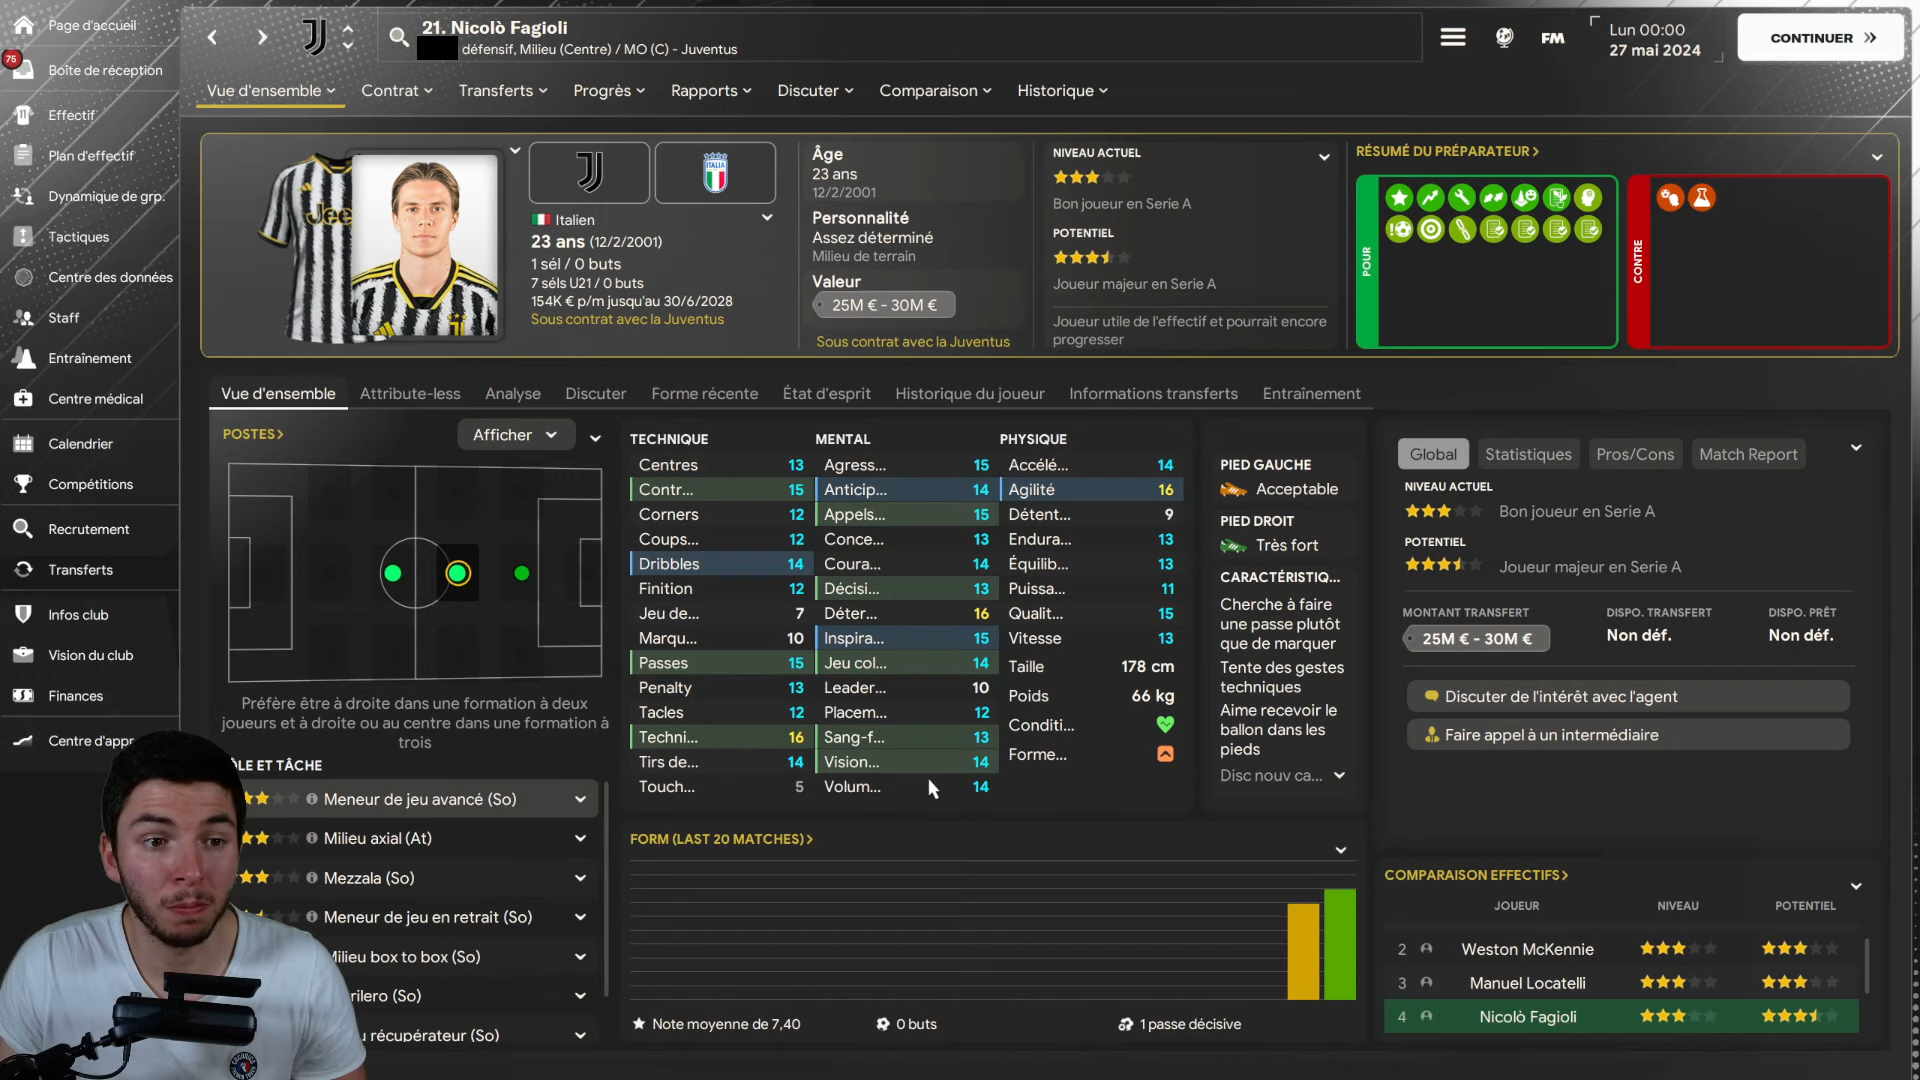 Page d'accueil
76
Boîte de réception
Effectif
Plan d'effectif
Dynamique de grp.
Tactiques
Centre des données
Staff
Entraînement
Centre médical
Calendrier
Compétitions
Recrutement
Transferts
Infos club
Vision du club
Finances
Centre d'appr
21. Nicolò Fagioli
défensif, Milieu (Centre) / MO (C) - Juventus
FM
Lun 00:00
27 mai 2024
CONTINUER
Vue d'ensemble
Contrat
Transferts
Progrès
Rapports
Discuter
Comparaison
Historique
Jeep
ITALIA
Italien
23 ans (12/2/2001)
1 sél / 0 buts
7 séls U21 / 0 buts
154K € p/m jusqu'au 30/6/2028
Sous contrat avec la Juventus
Âge
23 ans
12/2/2001
Personnalité
Assez déterminé
Milieu de terrain
Valeur
25M € - 30M €
Sous contrat avec la Juventus
NIVEAU ACTUEL
Bon joueur en Serie A
POTENTIEL
Joueur majeur en Serie A
Joueur utile de l'effectif et pourrait encore
progresser
RÉSUMÉ DU PRÉPARATEUR >
POUR
CONTRE
Vue d'ensemble
Attribute-less
Analyse
Discuter
Forme récente
État d'esprit
Historique du joueur
Informations transferts
Entraînement
POSTES >
Afficher
Préfère être à droite dans une formation à deux
joueurs et à droite ou au centre dans une formation à
trois
ÔLE ET TÂCHE
Meneur de jeu avancé (So)
Milieu axial (At)
Mezzala (So)
Meneur de jeu en retrait (So)
Milieu box to box (So)
rilero (So)
u récupérateur (So)
TECHNIQUE
Centres 13
Contr... 15
Corners 12
Coups... 12
Dribbles 14
Finition 12
Jeu de... 7
Marqu... 10
Passes 15
Penalty 13
Tacles 12
Techni... 16
Tirs de... 14
Touch... 5
MENTAL
Agress... 15
Anticip... 14
Appels... 15
Conce... 13
Coura... 14
Décisi... 13
Déter... 16
Inspira... 15
Jeu col... 14
Leader... 10
Placem... 12
Sang-f... 13
Vision... 14
Volum... 14
PHYSIQUE
Accélé... 14
Agilité 16
Détent... 9
Endura... 13
Équilib... 13
Puissa... 11
Qualit... 15
Vitesse 13
Taille 178 cm
Poids 66 kg
Conditi...
Forme...
PIED GAUCHE
Acceptable
PIED DROIT
Très fort
CARACTÉRISTIQ...
Cherche à faire
une passe plutôt
que de marquer
Tente des gestes
techniques
Aime recevoir le
ballon dans les
pieds
Disc nouv ca...
FORM (LAST 20 MATCHES) >
Note moyenne de 7,40
0 buts
1 passe décisive
Global
Statistiques
Pros/Cons
Match Report
NIVEAU ACTUEL
Bon joueur en Serie A
POTENTIEL
Joueur majeur en Serie A
MONTANT TRANSFERT
25M € - 30M €
DISPO. TRANSFERT
Non déf.
DISPO. PRÊT
Non déf.
Discuter de l'intérêt avec l'agent
Faire appel à un intermédiaire
COMPARAISON EFFECTIFS >
JOUEUR NIVEAU POTENTIEL
2 Weston McKennie
3 Manuel Locatelli
4 Nicolò Fagioli